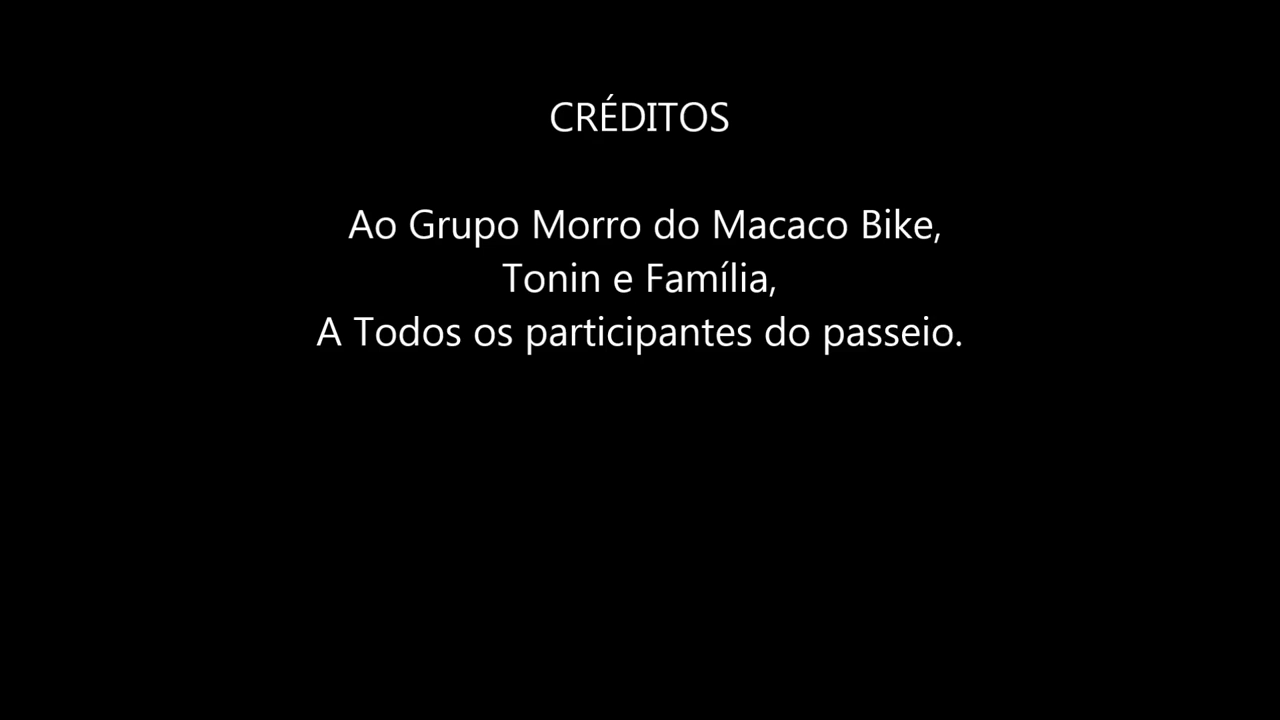 CRÉDITOS
Ao Grupo Morro do Macaco Bike,
Tonin e Família,
A Todos os participantes do passeio.